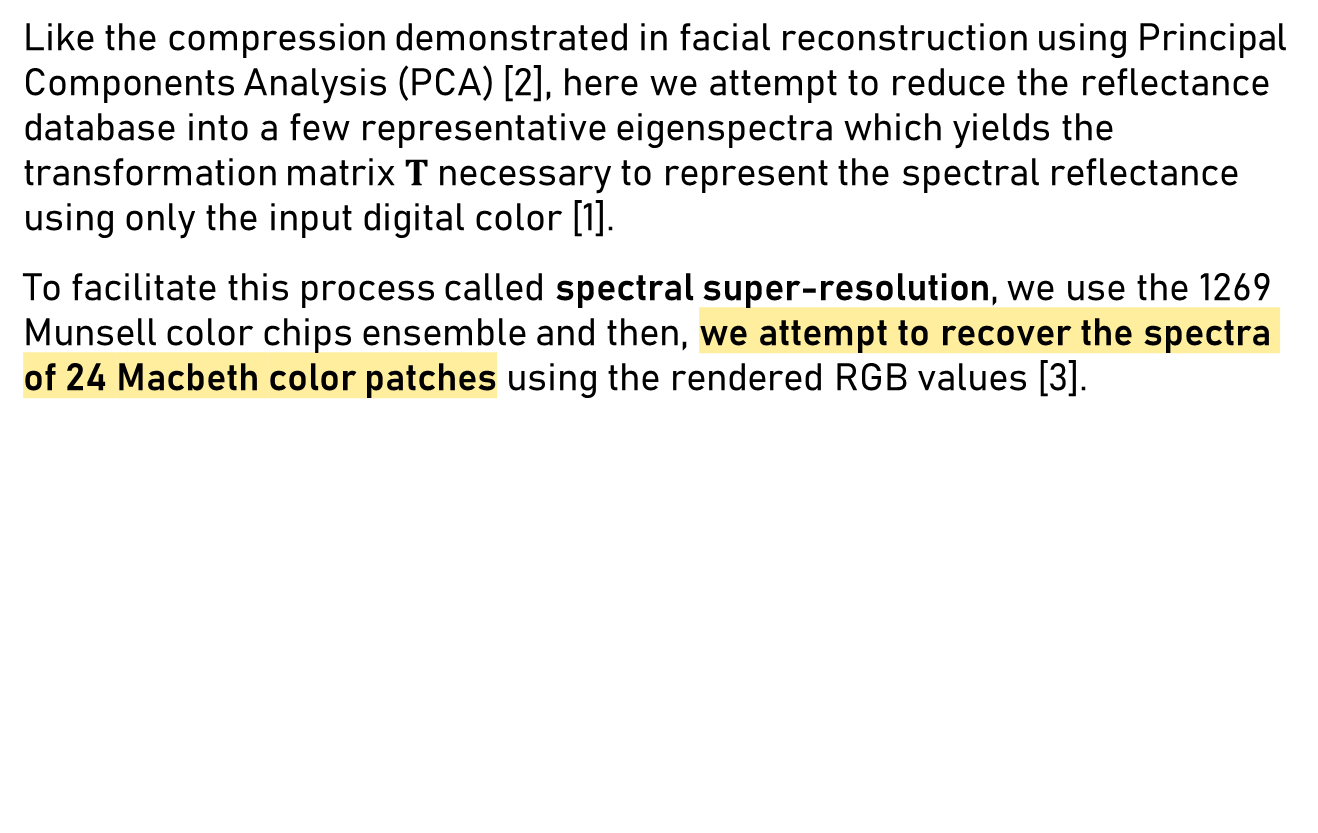 Like the compression demonstrated in facial reconstruction using Principal
Components Analysis (PCA) [2], here we attempt to reduce the reflectance
database into a few representative eigenspectra which yields the
transformation matrix T necessary to represent the spectral reflectance
using only the input digital color [1].
To facilitate this process called spectral super-resolution, we use the 1269
Munsell color chips ensemble and then, we attempt to recover the spectra
of 24 Macbeth color patches using the rendered RGB values [3].